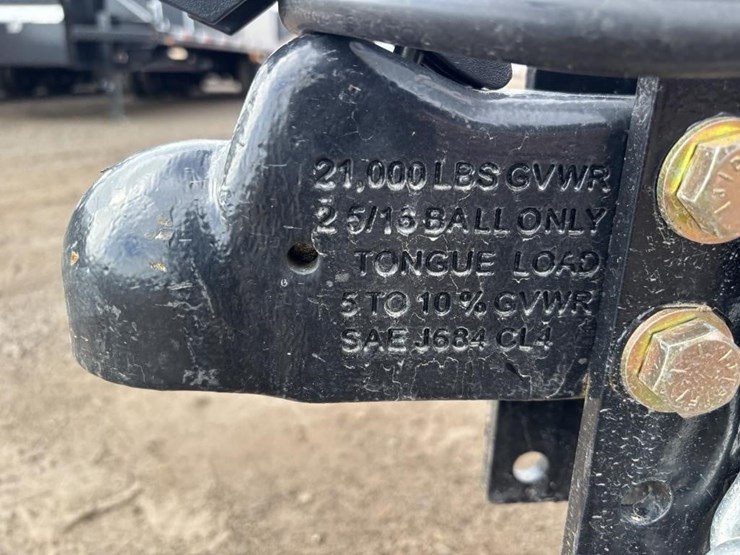 21,000 LBS GVWR
2 5/16 BALL ONLY
TONGUE LOAD
5 TO 10% GVWR
SAE J684 CL4